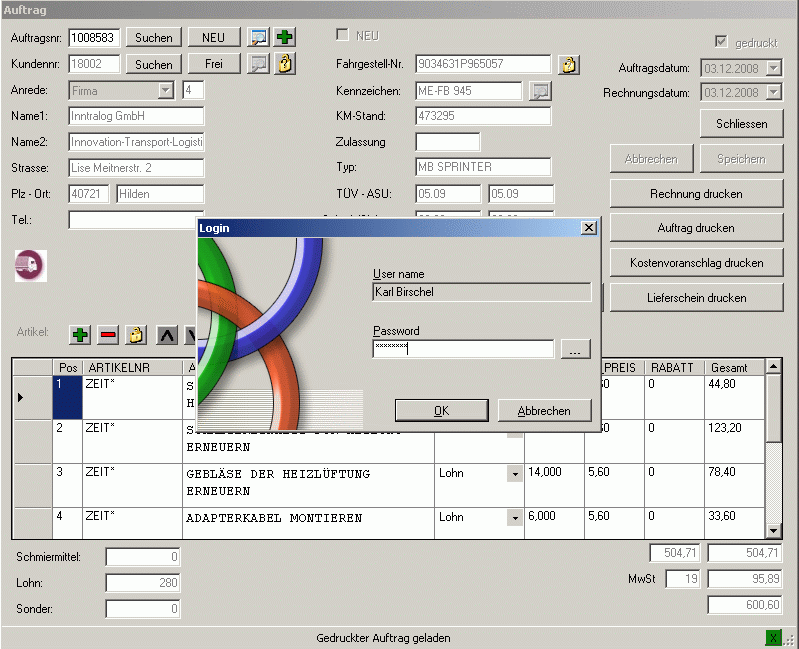 Auftrag
Auftragsnr: 1008583 Suchen NEU
NEU
gedruckt
Kundennr: 18002 Suchen Frei
Fahrgestell-Nr. 9034631P965057
Auftragsdatum: 03.12.2008
Anrede: Firma 4
Kennzeichen: ME-FB 945
Rechnungsdatum: 03.12.2008
Name1: Inntralog GmbH
KM-Stand: 473295
Schliessen
Name2: Innovation-Transport-Logisti
Zulassung
Abbrechen Speichern
Strasse: Lise Meitnerstr. 2
Typ: MB SPRINTER
Plz - Ort: 40721 Hilden
TÜV - ASU: 05.09 05.09
Rechnung drucken
Tel.:
Auftrag drucken
Kostenvoranschlag drucken
Lieferschein drucken
Login
User name
Karl Birschel
Password
********
...
OK Abbrechen
Artikel:
Pos ARTIKELNR PREIS RABATT Gesamt
1 ZEIT* 0 44,80
2 ZEIT* 0 123,20
ERNEUERN
3 ZEIT* GEBLÄSE DER HEIZLÜFTUNG Lohn 14,000 5,60 0 78,40
ERNEUERN
4 ZEIT* ADAPTERKABEL MONTIEREN Lohn 6,000 5,60 0 33,60
Schmiermittel: 0
504,71 504,71
Lohn: 280
MwSt 19 95,89
Sonder: 0
600,60
Gedruckter Auftrag geladen
X